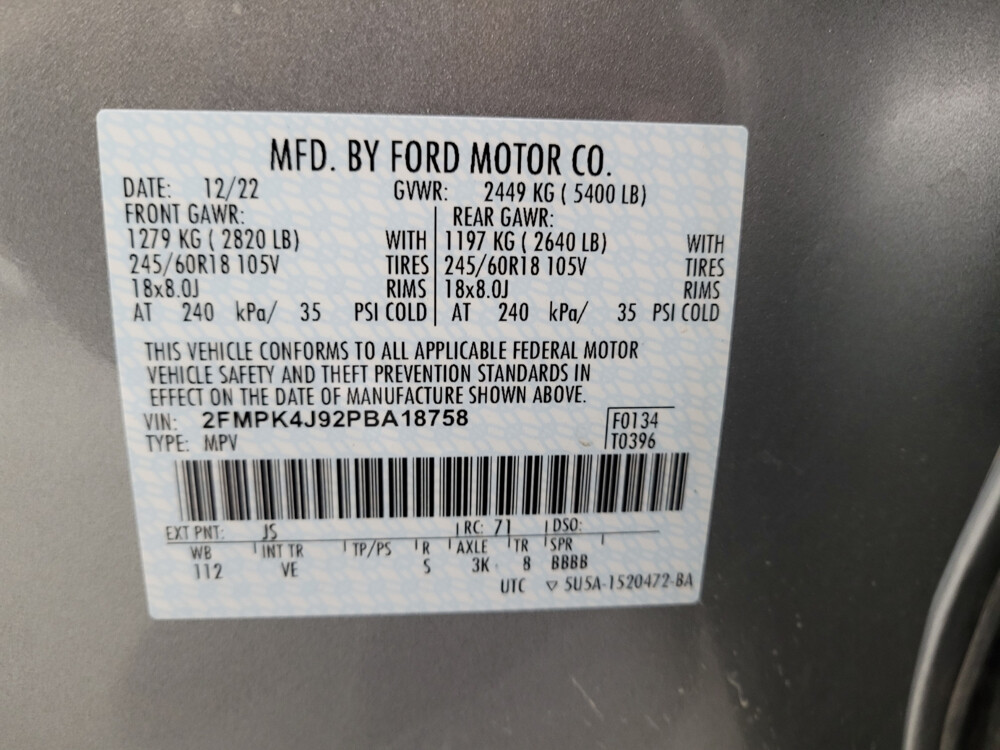 MFD. BY FORD MOTOR CO.
DATE: 12/22 GVWR: 2449 KG ( 5400 LB)
FRONT GAWR: REAR GAWR:
1279 KG ( 2820 LB) WITH 1197 KG ( 2640 LB) WITH
245/60R18 105V TIRES 245/60R18 105V TIRES
18x8.0J RIMS 18x8.0J RIMS
AT 240 kPa/ 35 PSI COLD AT 240 kPa/ 35 PSI COLD
THIS VEHICLE CONFORMS TO ALL APPLICABLE FEDERAL MOTOR
VEHICLE SAFETY AND THEFT PREVENTION STANDARDS IN
EFFECT ON THE DATE OF MANUFACTURE SHOWN ABOVE.
VIN: 2FMPK4J92PBA18758 F0134
TYPE: MPV T0396
EXT PNT: JS RC: 71 DSO:
WB INT TR TP/PS R AXLE TR SPR
112 VE S 3K 8 BBBB
UTC ▽ 5U5A-1520472-BA